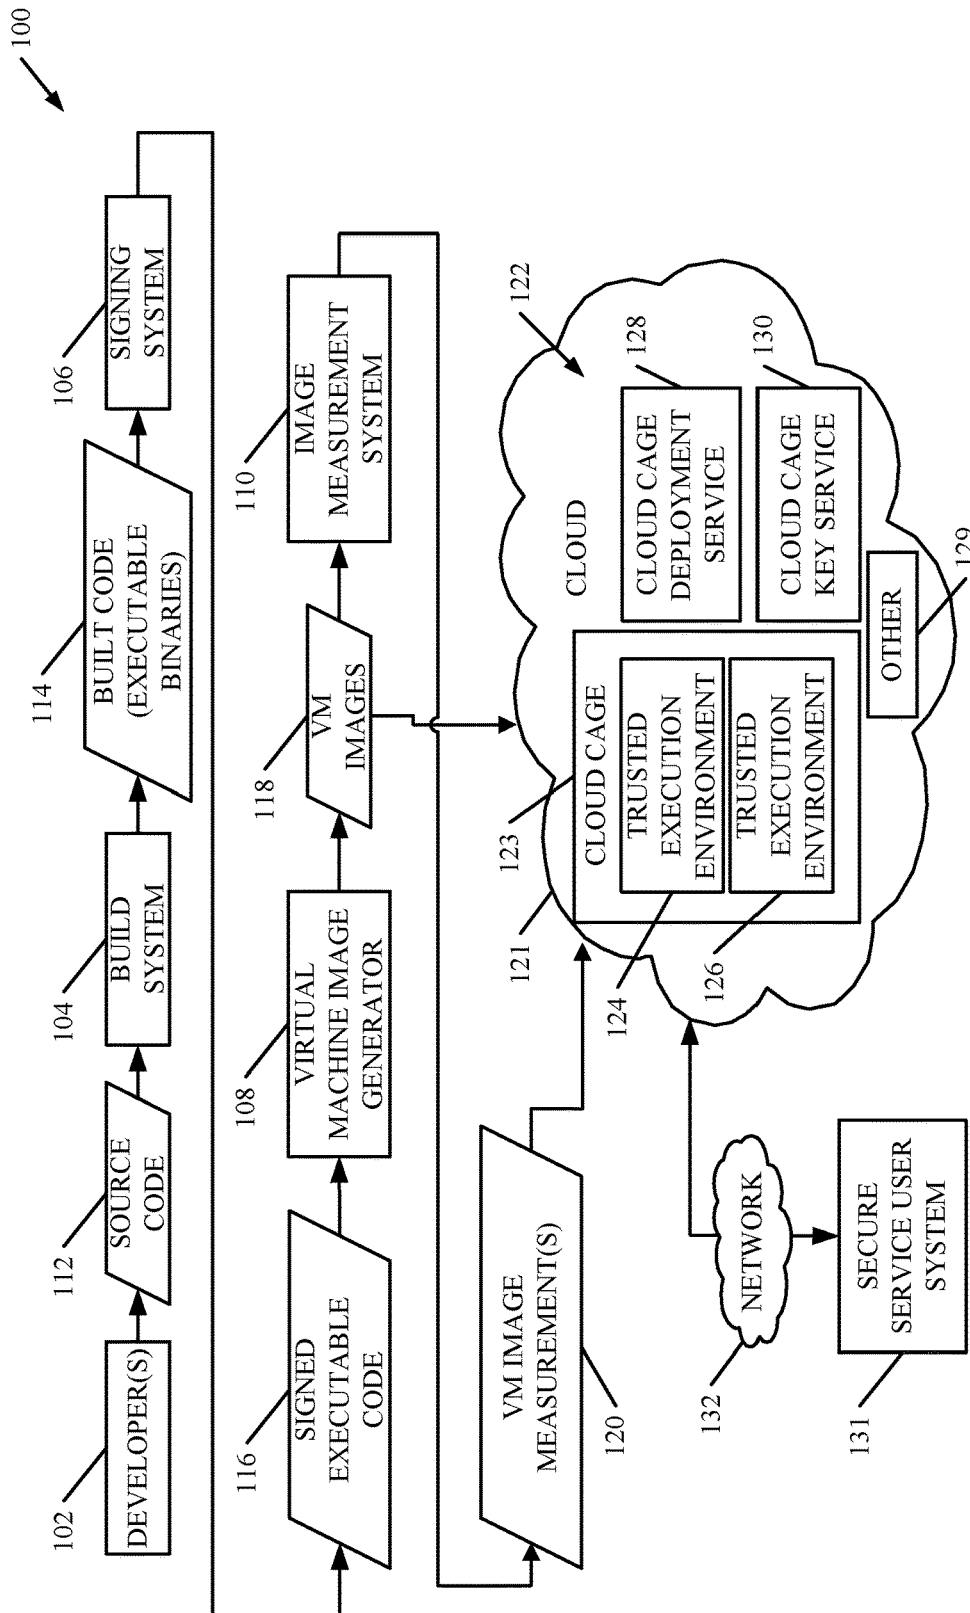 100
102
DEVELOPER(S)
112
SOURCE
CODE
104
BUILD
SYSTEM
114
BUILT CODE
(EXECUTABLE
BINARIES)
106
SIGNING
SYSTEM
116
SIGNED
EXECUTABLE
CODE
108
VIRTUAL
MACHINE IMAGE
GENERATOR
118
VM
IMAGES
110
IMAGE
MEASUREMENT
SYSTEM
VM IMAGE
MEASUREMENT(S)
120
121
CLOUD
122
123
CLOUD CAGE
TRUSTED
EXECUTION
ENVIRONMENT
124
TRUSTED
EXECUTION
ENVIRONMENT
126
CLOUD CAGE
DEPLOYMENT
SERVICE
128
CLOUD CAGE
KEY SERVICE
130
OTHER
129
NETWORK
132
SECURE
SERVICE USER
SYSTEM
131